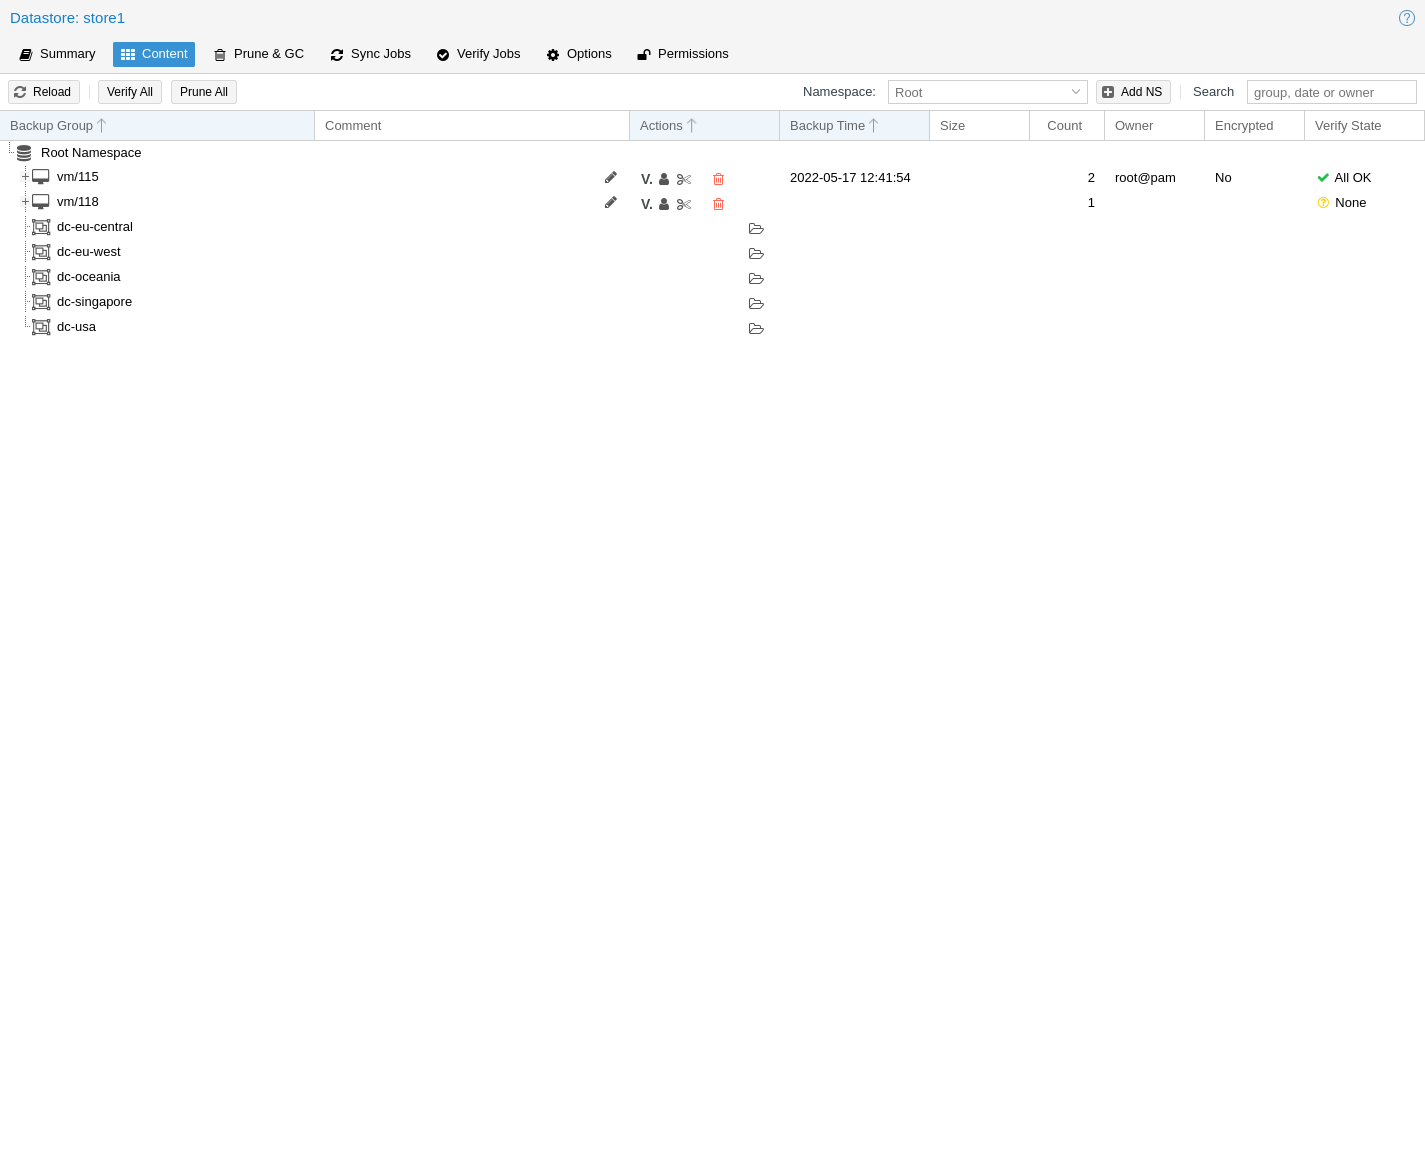 Datastore: store1
Summary Content Prune & GC Sync Jobs Verify Jobs Options Permissions
Reload Verify All Prune All Namespace: Root Add NS Search group, date or owner
Backup Group Comment Actions Backup Time Size Count Owner Encrypted Verify State
Root Namespace
vm/115 V. 2022-05-17 12:41:54 2 root@pam No All OK
vm/118 V. 1 None
dc-eu-central
dc-eu-west
dc-oceania
dc-singapore
dc-usa